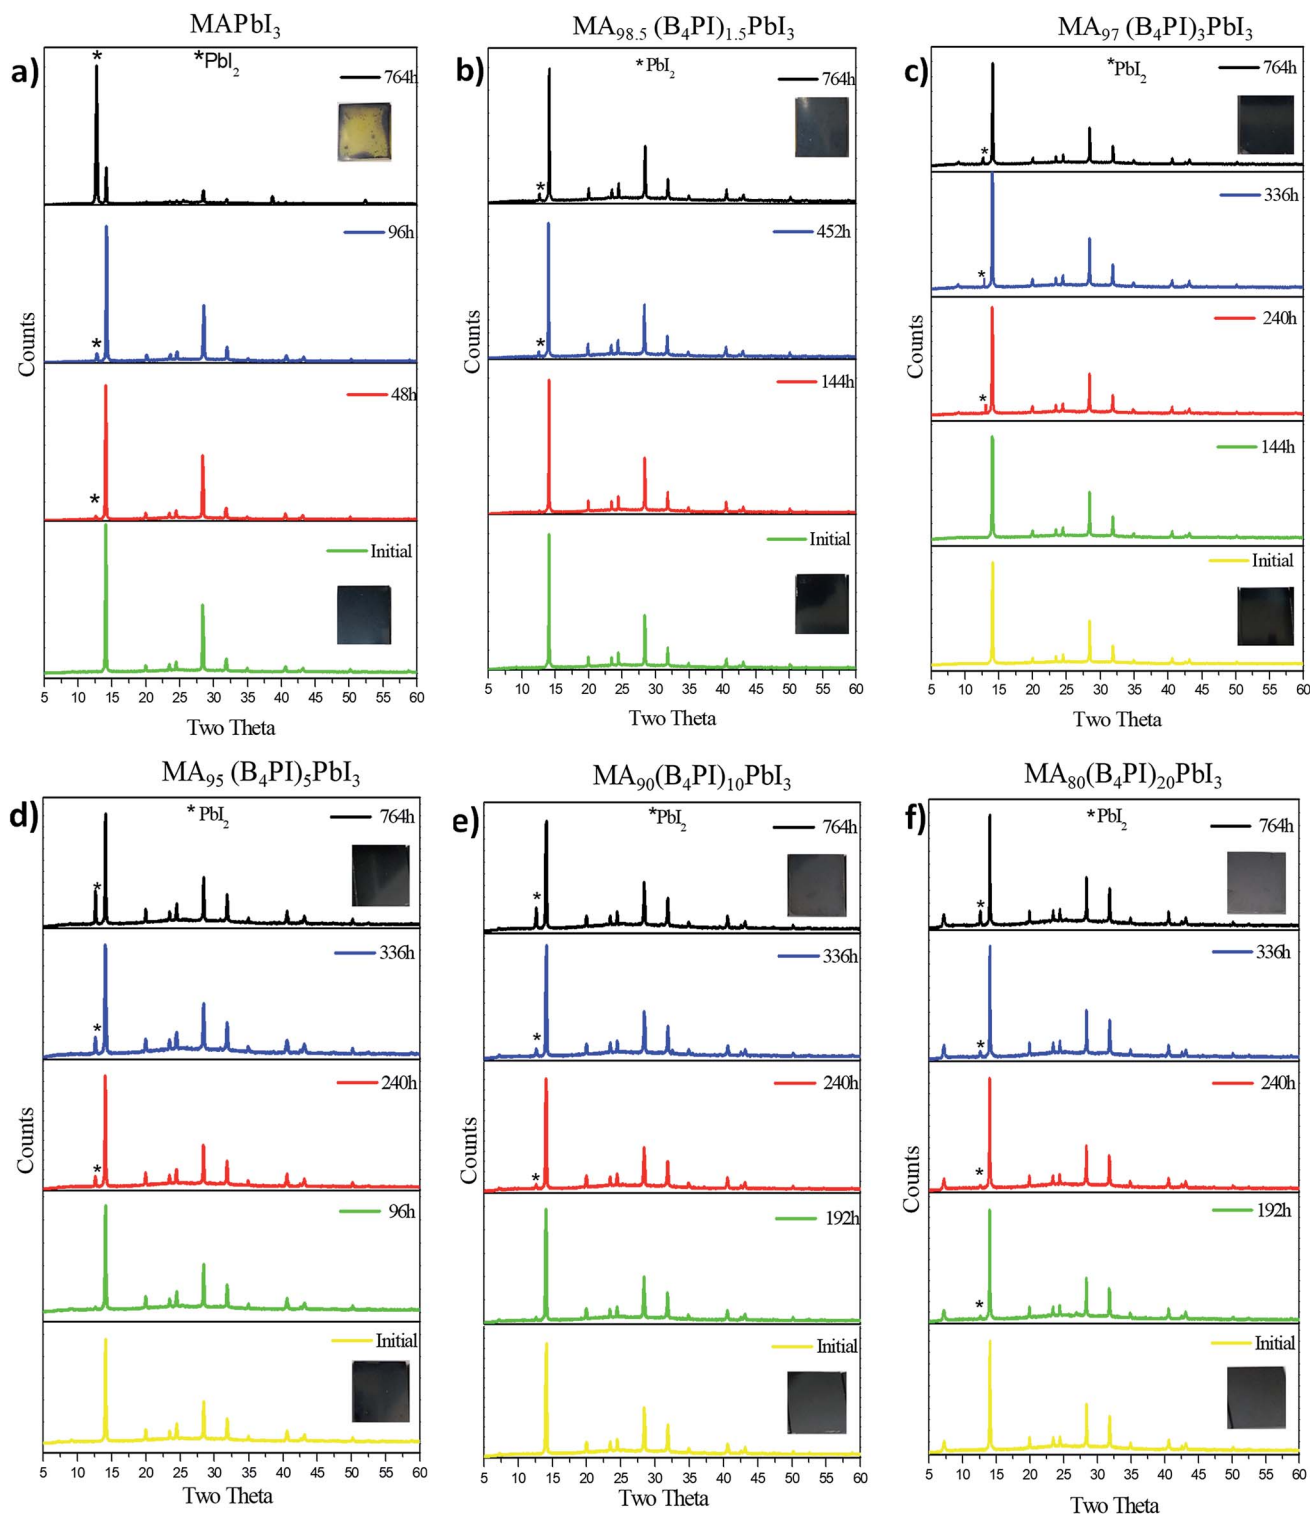 MAPbI₃
a)
*
*PbI₂
764h
96h
*
48h
*
Initial
Counts
5 10 15 20 25 30 35 40 45 50 55 60
Two Theta
MA₉₈.₅ (B₄PI)₁.₅PbI₃
b)
*PbI₂
764h
*
452h
*
144h
Initial
Counts
5 10 15 20 25 30 35 40 45 50 55 60
Two Theta
MA₉₇ (B₄PI)₃PbI₃
c)
*PbI₂
764h
*
336h
*
240h
*
144h
Initial
Counts
5 10 15 20 25 30 35 40 45 50 55 60
Two Theta
MA₉₅ (B₄PI)₅PbI₃
d)
*PbI₂
764h
*
336h
*
240h
*
96h
Initial
Counts
5 10 15 20 25 30 35 40 45 50 55 60
Two Theta
MA₉₀(B₄PI)₁₀PbI₃
e)
*PbI₂
764h
*
336h
*
240h
*
192h
Initial
Counts
5 10 15 20 25 30 35 40 45 50 55 60
Two Theta
MA₈₀(B₄PI)₂₀PbI₃
f)
*PbI₂
764h
*
336h
*
240h
*
192h
*
Initial
Counts
5 10 15 20 25 30 35 40 45 50 55 60
Two Theta